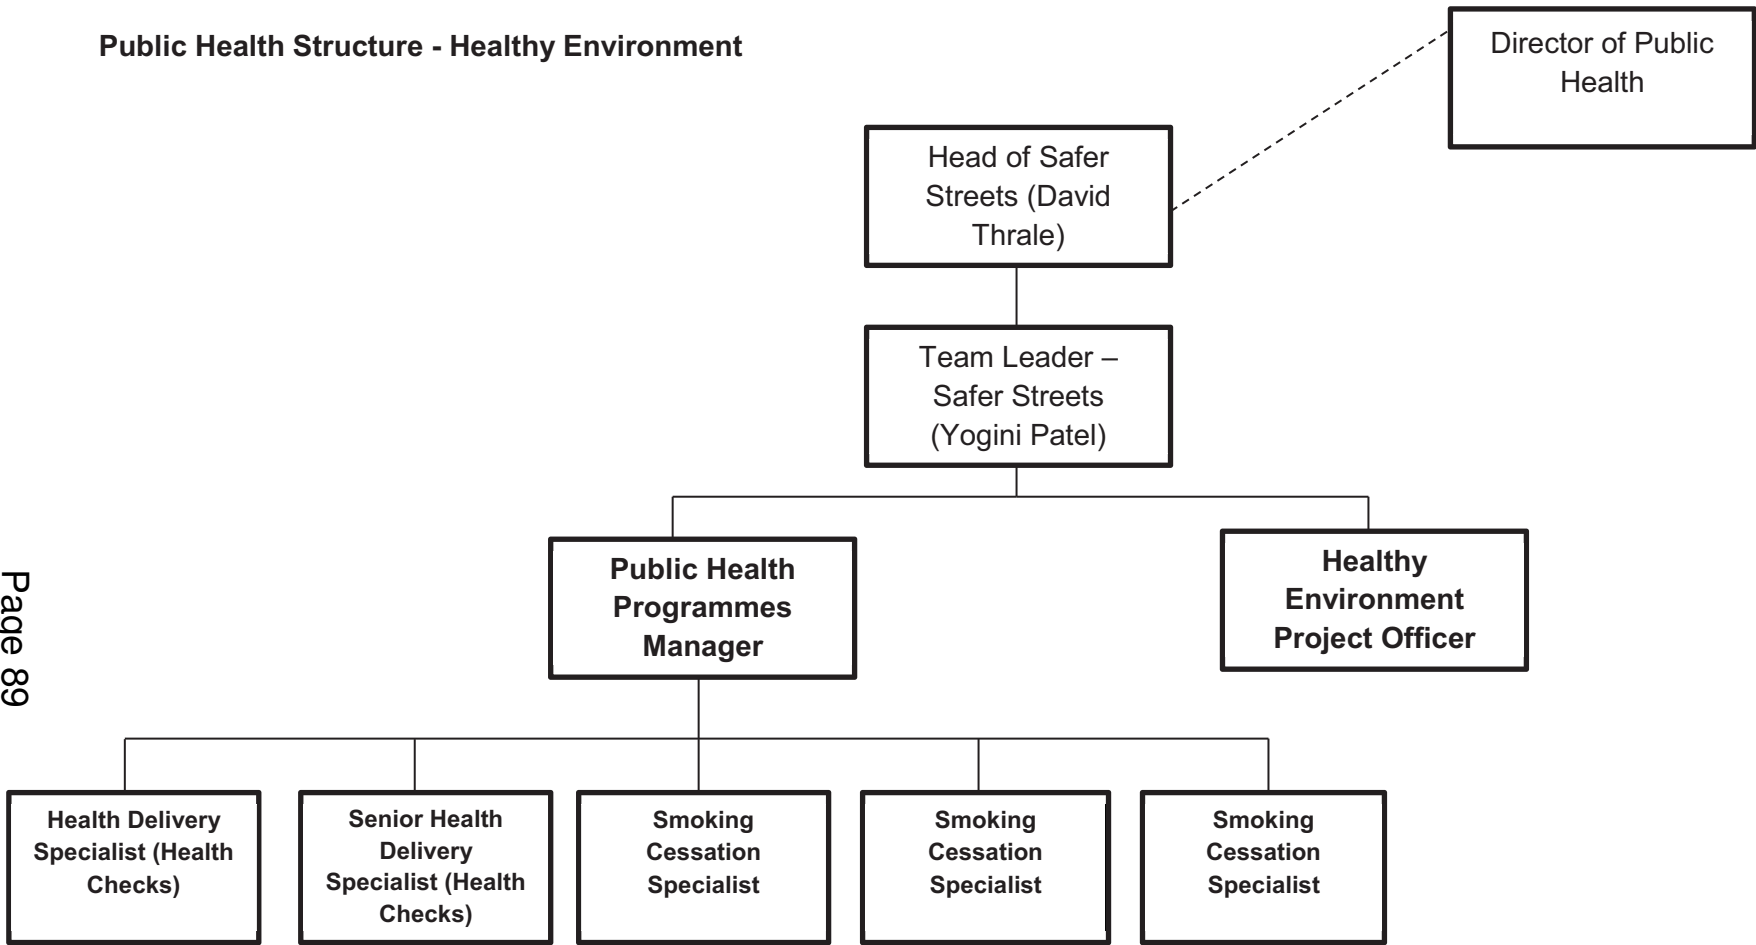 Public Health Structure - Healthy Environment
Director of Public
Health
Head of Safer
Streets (David
Thrale)
Team Leader –
Safer Streets
(Yogini Patel)
Public Health
Programmes
Manager
Healthy
Environment
Project Officer
Health Delivery
Specialist (Health
Checks)
Senior Health
Delivery
Specialist (Health
Checks)
Smoking
Cessation
Specialist
Smoking
Cessation
Specialist
Smoking
Cessation
Specialist
Page 89